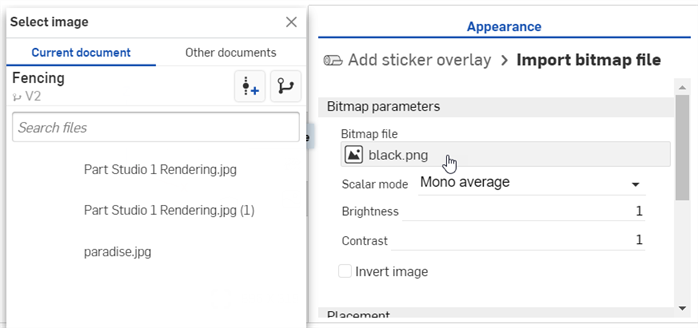 Select image
Current document
Other documents
Fencing
V2
Search files
Part Studio 1 Rendering.jpg
Part Studio 1 Rendering.jpg (1)
paradise.jpg
Appearance
Add sticker overlay > Import bitmap file
Bitmap parameters
Bitmap file
black.png
Scalar mode Mono average
Brightness 1
Contrast 1
Invert image
Placement